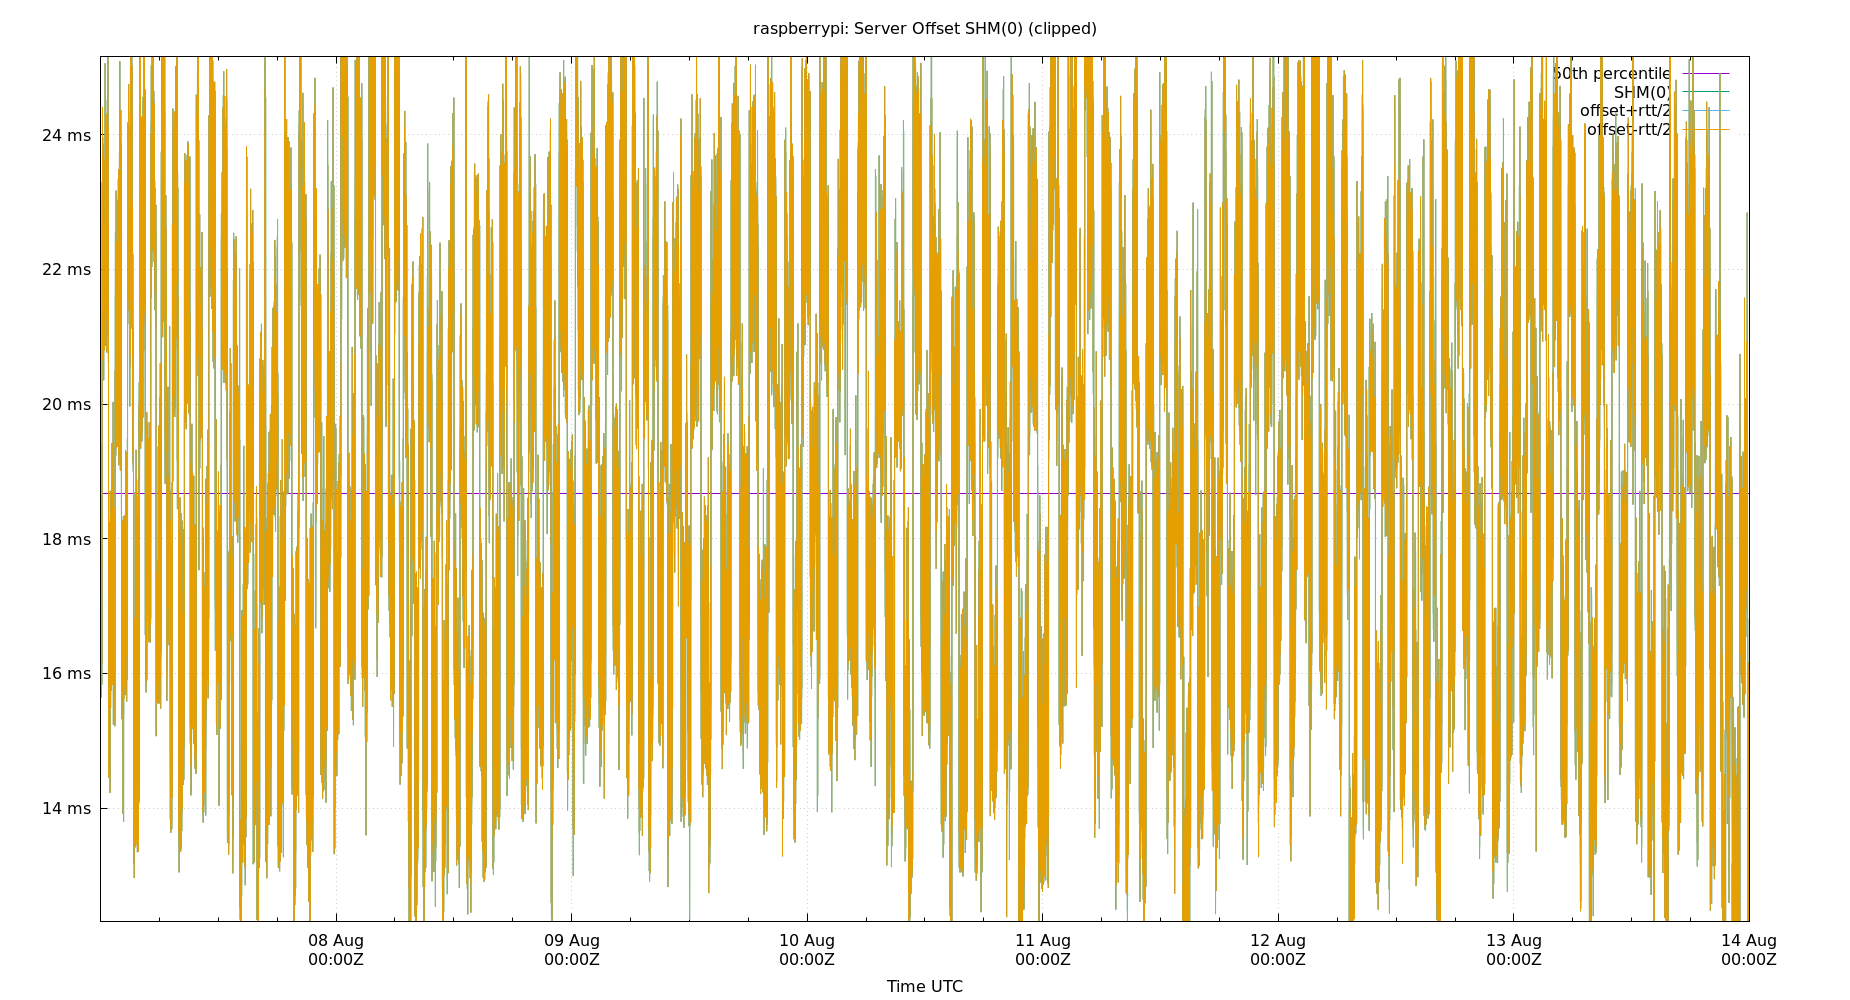 raspberrypi: Server Offset SHM(0) (clipped)
50th percentile
SHM(0)
offset+rtt/2
offset-rtt/2
24 ms
22 ms
20 ms
18 ms
16 ms
14 ms
08 Aug 09 Aug 10 Aug 11 Aug 12 Aug 13 Aug 14 Aug
00:00Z 00:00Z 00:00Z 00:00Z 00:00Z 00:00Z 00:00Z
Time UTC